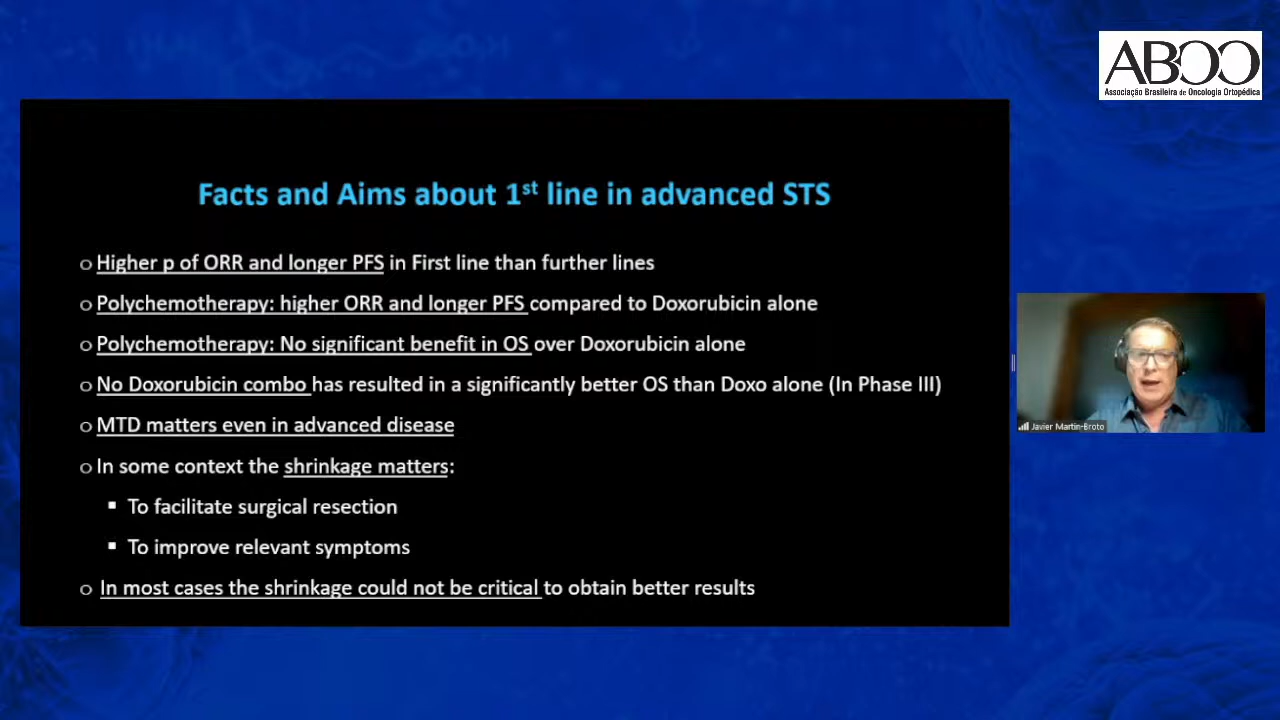 ABOO
Associação Brasileira de Oncologia Ortopédica
Facts and Aims about 1st line in advanced STS
o Higher p of ORR and longer PFS in First line than further lines
o Polychemotherapy: higher ORR and longer PFS compared to Doxorubicin alone
o Polychemotherapy: No significant benefit in OS over Doxorubicin alone
o No Doxorubicin combo has resulted in a significantly better OS than Doxo alone (In Phase III)
o MTD matters even in advanced disease
o In some context the shrinkage matters:
▪ To facilitate surgical resection
▪ To improve relevant symptoms
o In most cases the shrinkage could not be critical to obtain better results
Javier Martin-Broto